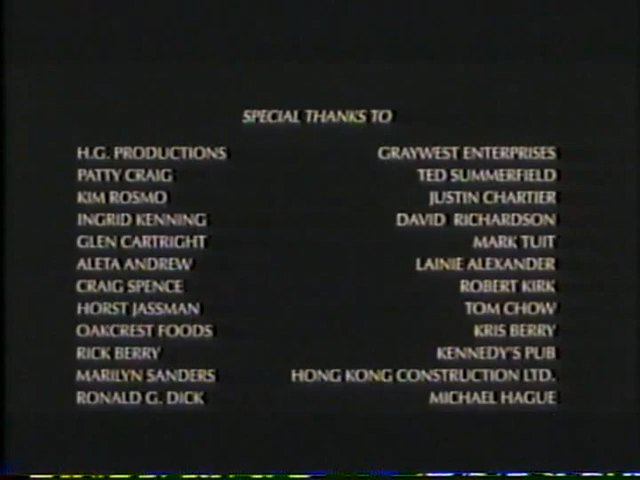 SPECIAL THANKS TO
H.G. PRODUCTIONS GRAYWEST ENTERPRISES
PATTY CRAIG TED SUMMERFIELD
KIM ROSMO JUSTIN CHARTIER
INGRID KENNING DAVID RICHARDSON
GLEN CARTRIGHT MARK TUIT
ALETA ANDREW LAINIE ALEXANDER
CRAIG SPENCE ROBERT KIRK
HORST JASSMAN TOM CHOW
OAKCREST FOODS KRIS BERRY
RICK BERRY KENNEDY'S PUB
MARILYN SANDERS HONG KONG CONSTRUCTION LTD.
RONALD G. DICK MICHAEL HAGUE